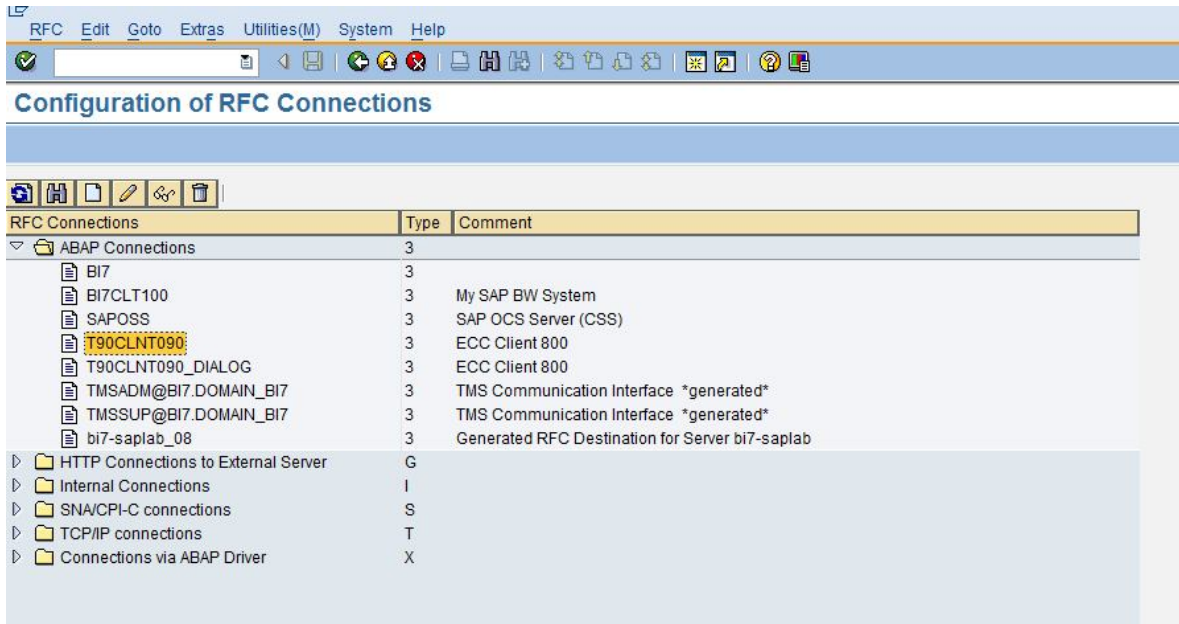 RFC Edit Goto Extras Utilities(M) System Help
Configuration of RFC Connections
RFC Connections Type Comment
ABAP Connections 3
BI7 3
BI7CLT100 3 My SAP BW System
SAPOSS 3 SAP OCS Server (CSS)
T90CLNT090 3 ECC Client 800
T90CLNT090_DIALOG 3 ECC Client 800
TMSADM@BI7.DOMAIN_BI7 3 TMS Communication Interface *generated*
TMSSUP@BI7.DOMAIN_BI7 3 TMS Communication Interface *generated*
bi7-saplab_08 3 Generated RFC Destination for Server bi7-saplab
HTTP Connections to External Server G
Internal Connections I
SNA/CPI-C connections S
TCP/IP connections T
Connections via ABAP Driver X